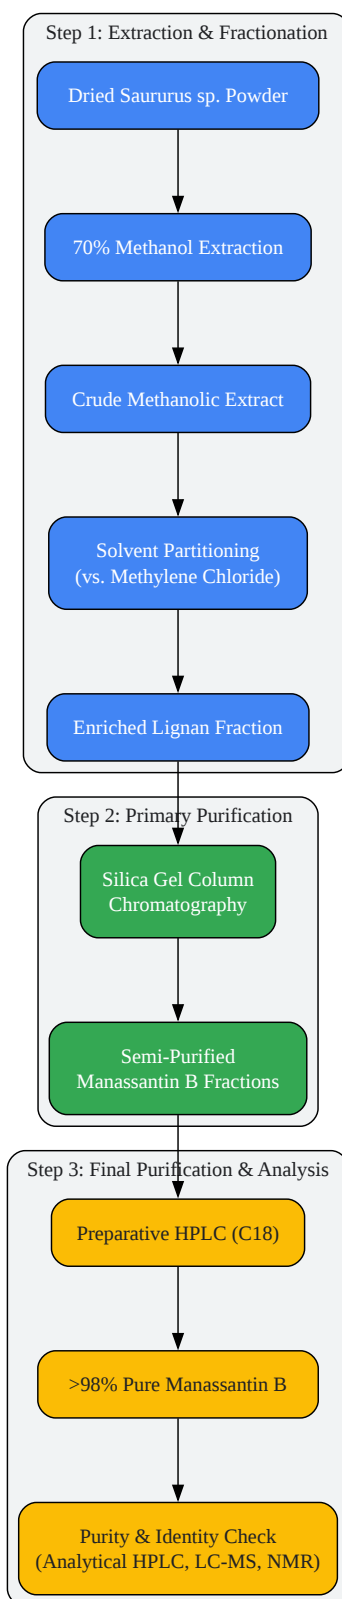 Step 1: Extraction & Fractionation
Dried Saururus sp. Powder
70% Methanol Extraction
Crude Methanolic Extract
Solvent Partitioning
(vs. Methylene Chloride)
Enriched Lignan Fraction
Step 2: Primary Purification
Silica Gel Column
Chromatography
Semi-Purified
Manassantin B Fractions
Step 3: Final Purification & Analysis
Preparative HPLC (C18)
>98% Pure Manassantin B
Purity & Identity Check
(Analytical HPLC, LC-MS, NMR)